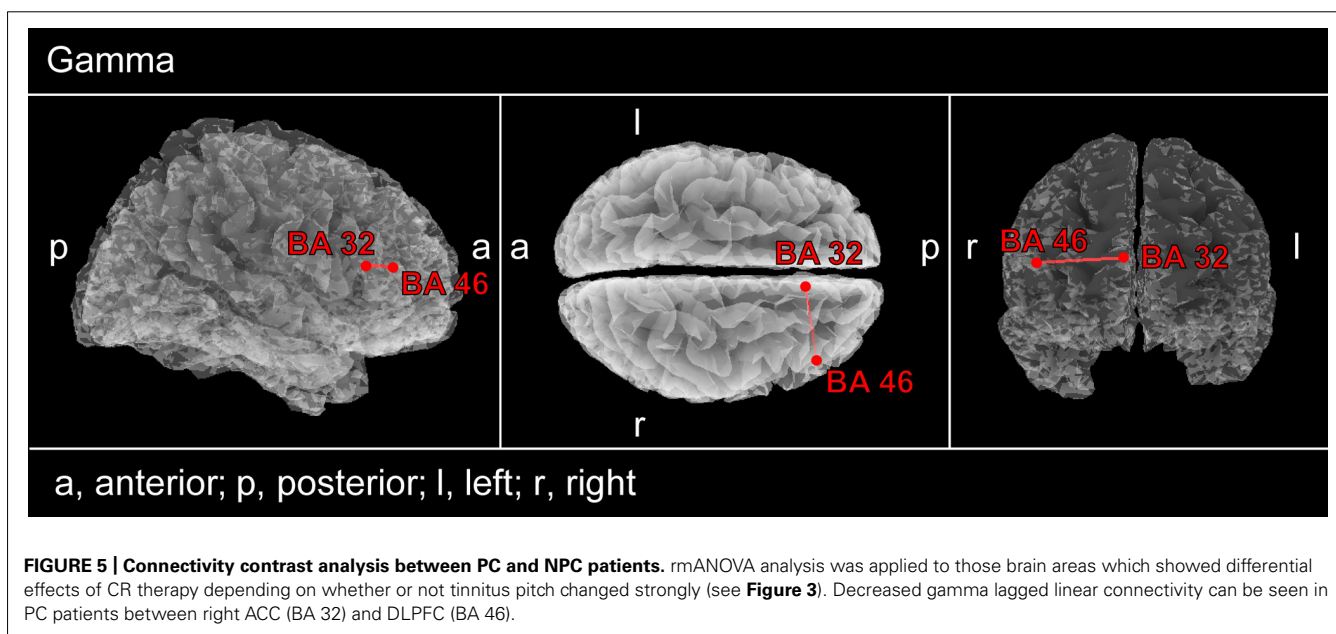 Gamma
p
BA 32
a
BA 46
l
a
BA 32
p
BA 46
r
r
BA 46
BA 32
l
a, anterior; p, posterior; l, left; r, right
FIGURE 5 | Connectivity contrast analysis between PC and NPC patients. rmANOVA analysis was applied to those brain areas which showed differential
effects of CR therapy depending on whether or not tinnitus pitch changed strongly (see Figure 3). Decreased gamma lagged linear connectivity can be seen in
PC patients between right ACC (BA 32) and DLPFC (BA 46).